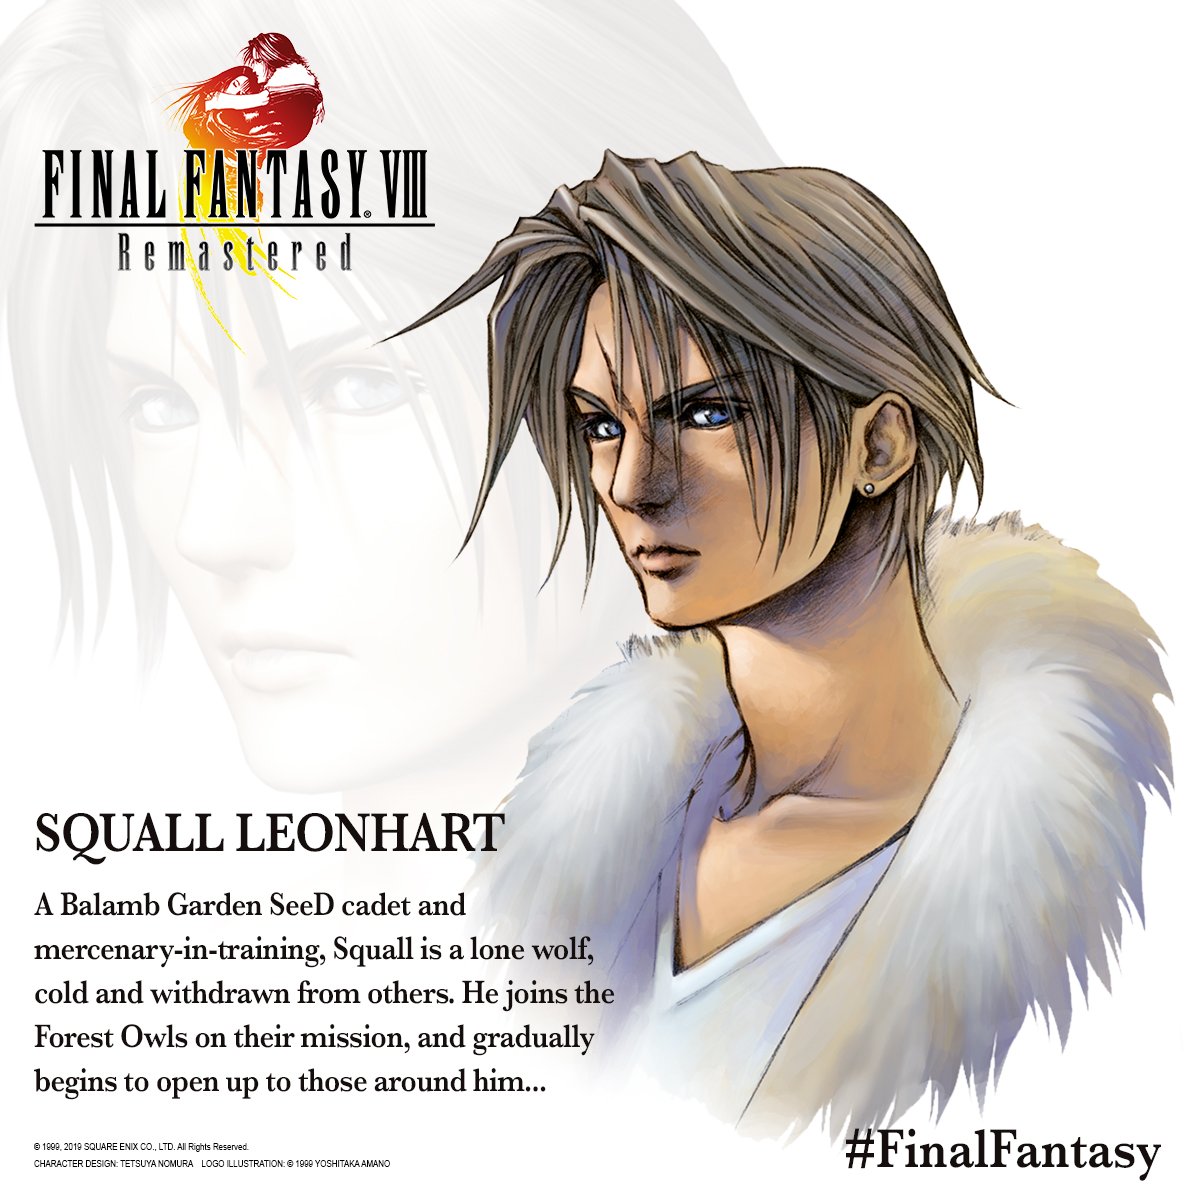 FINAL FANTASY® VIII
Remastered
SQUALL LEONHART
A Balamb Garden SeeD cadet and
mercenary-in-training, Squall is a lone wolf,
cold and withdrawn from others. He joins the
Forest Owls on their mission, and gradually
begins to open up to those around him...
© 1999, 2019 SQUARE ENIX CO., LTD. All Rights Reserved.
CHARACTER DESIGN: TETSUYA NOMURA LOGO ILLUSTRATION: © 1999 YOSHITAKA AMANO
#FinalFantasy